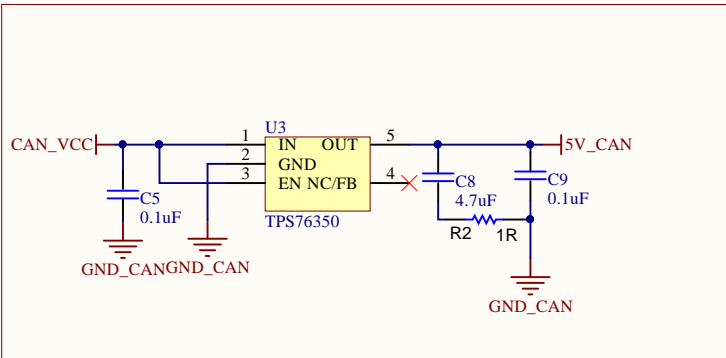 U3
CAN_VCC 1 IN OUT 5 5V_CAN
2 GND
3 EN NC/FB 4
C5
0.1uF
TPS76350
C8
4.7uF
C9
0.1uF
R2 1R
GND_CAN
GND_CAN
GND_CAN